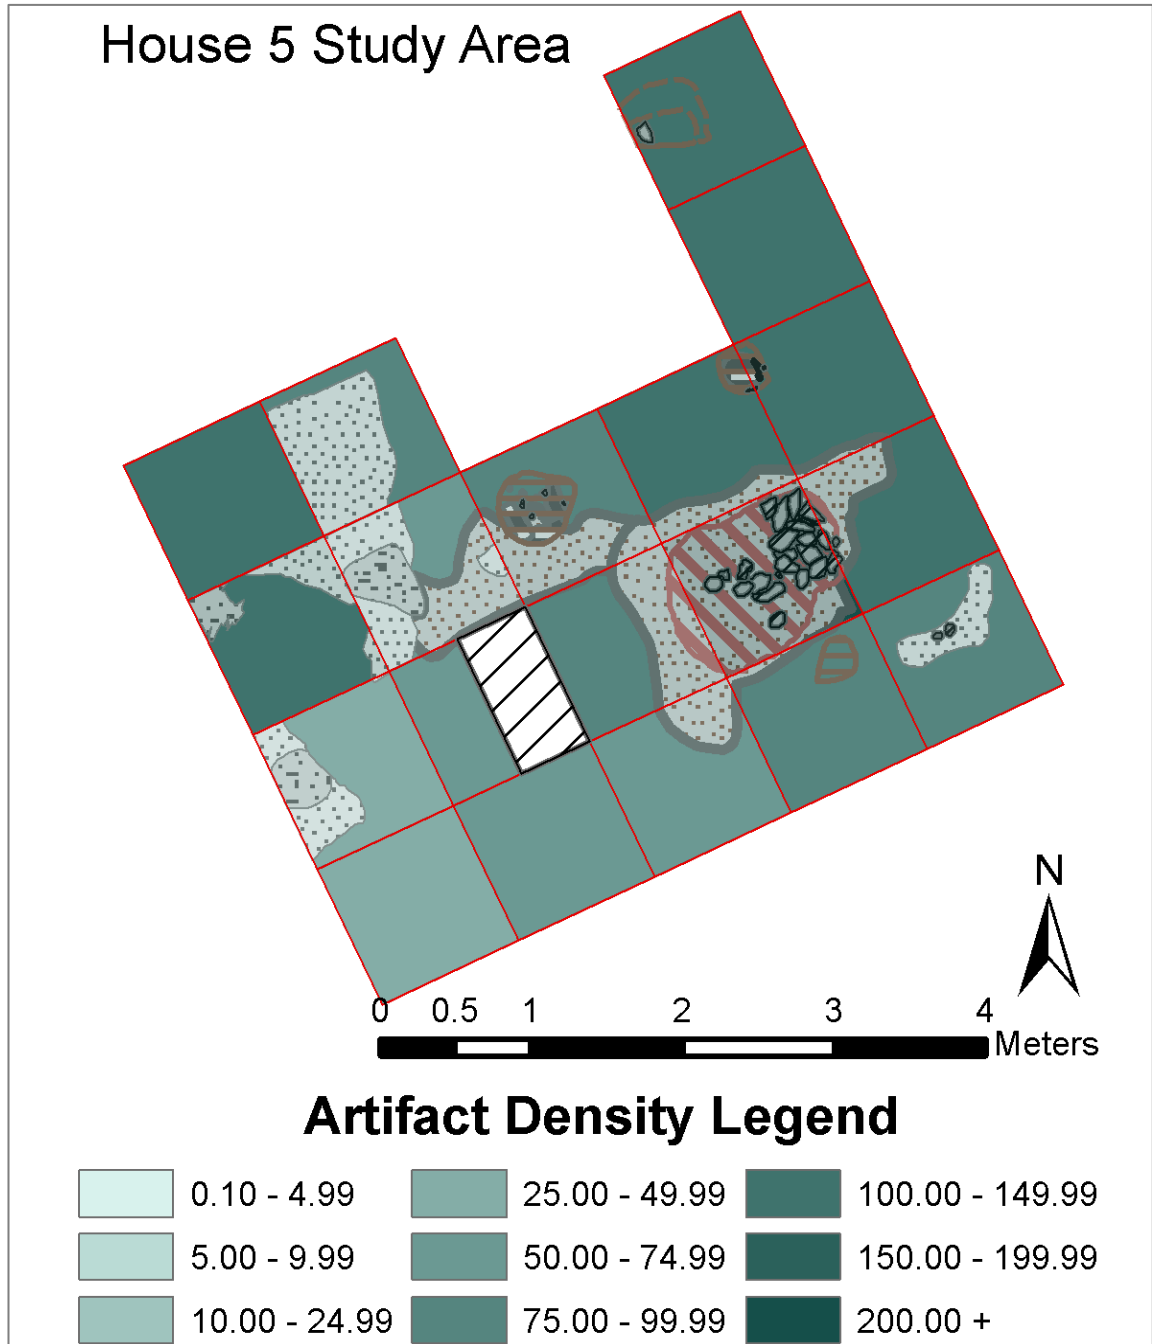 House 5 Study Area
N
0 0.5 1 2 3 4
Meters
Artifact Density Legend
0.10 - 4.99 25.00 - 49.99 100.00 - 149.99
5.00 - 9.99 50.00 - 74.99 150.00 - 199.99
10.00 - 24.99 75.00 - 99.99 200.00 +